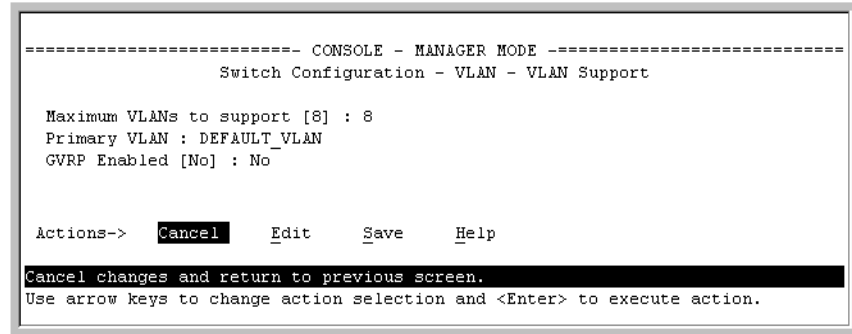 ===========================- CONSOLE - MANAGER MODE -============================
Switch Configuration - VLAN - VLAN Support
Maximum VLANs to support [8] : 8
Primary VLAN : DEFAULT_VLAN
GVRP Enabled [No] : No
Actions-> Cancel Edit Save Help
Cancel changes and return to previous screen.
Use arrow keys to change action selection and <Enter> to execute action.